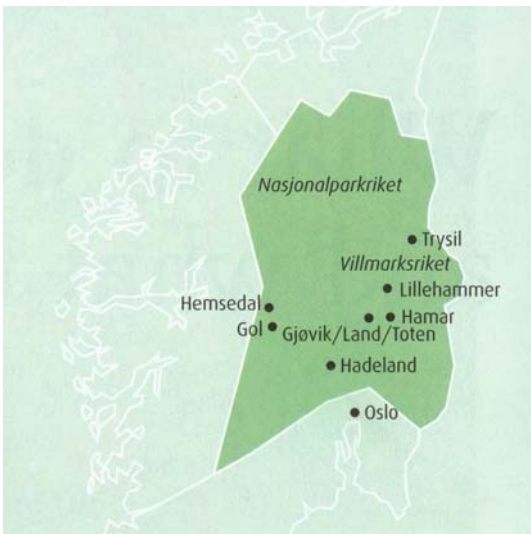 Nasjonalparkriket
Trysil
Villmarksriket
Lillehammer
Hemsedal
Hamar
Gol
Gjøvik/Land/Toten
Hadeland
Oslo